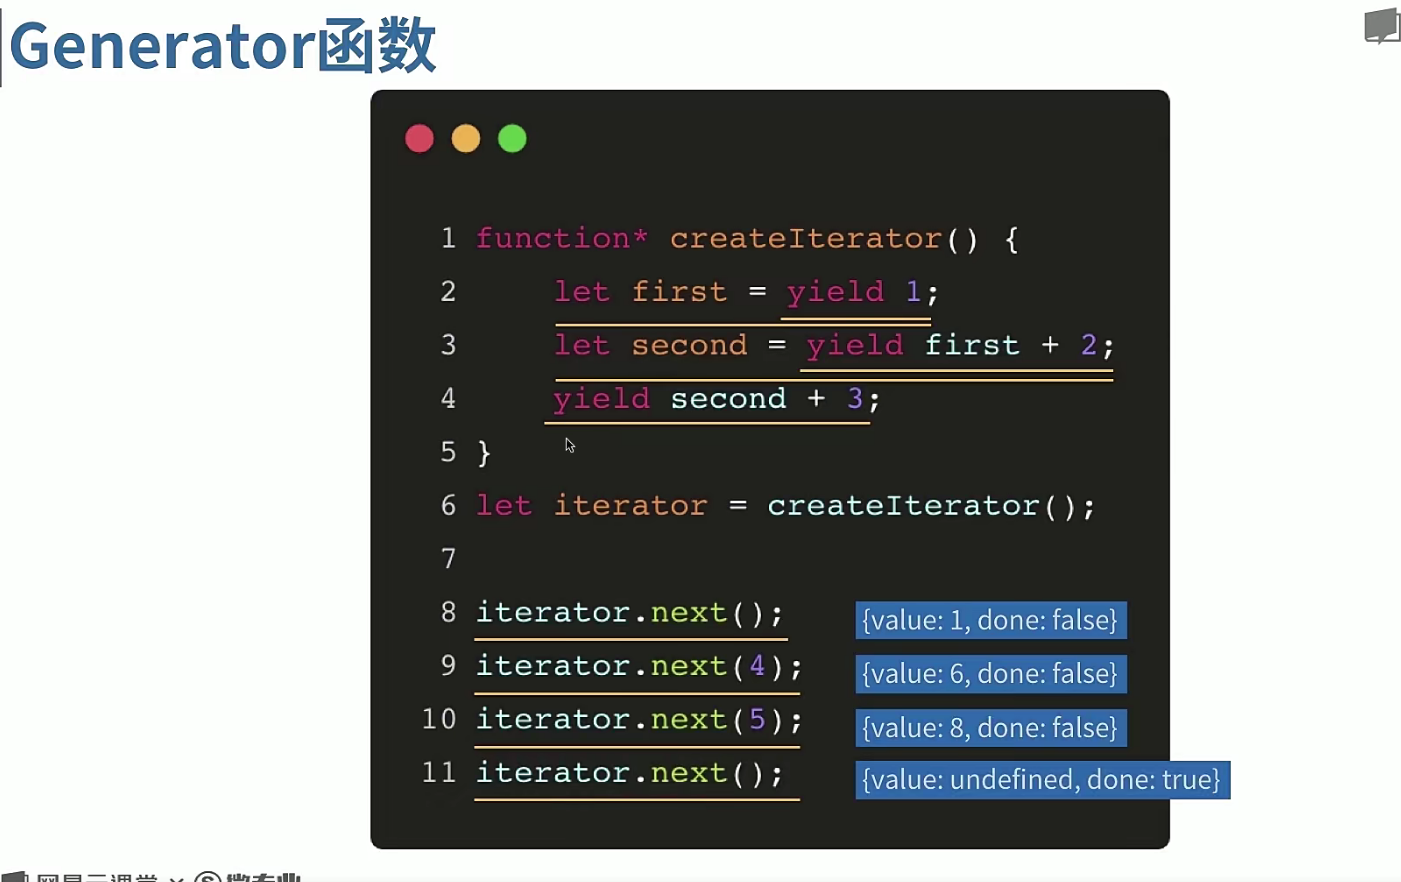 Generator函数
1 function* createIterator() {
2 let first = yield 1;
3 let second = yield first + 2;
4 yield second + 3;
5 }
6 let iterator = createIterator();
7
8 iterator.next(); {value: 1, done: false}
9 iterator.next(4); {value: 6, done: false}
10 iterator.next(5); {value: 8, done: false}
11 iterator.next(); {value: undefined, done: true}